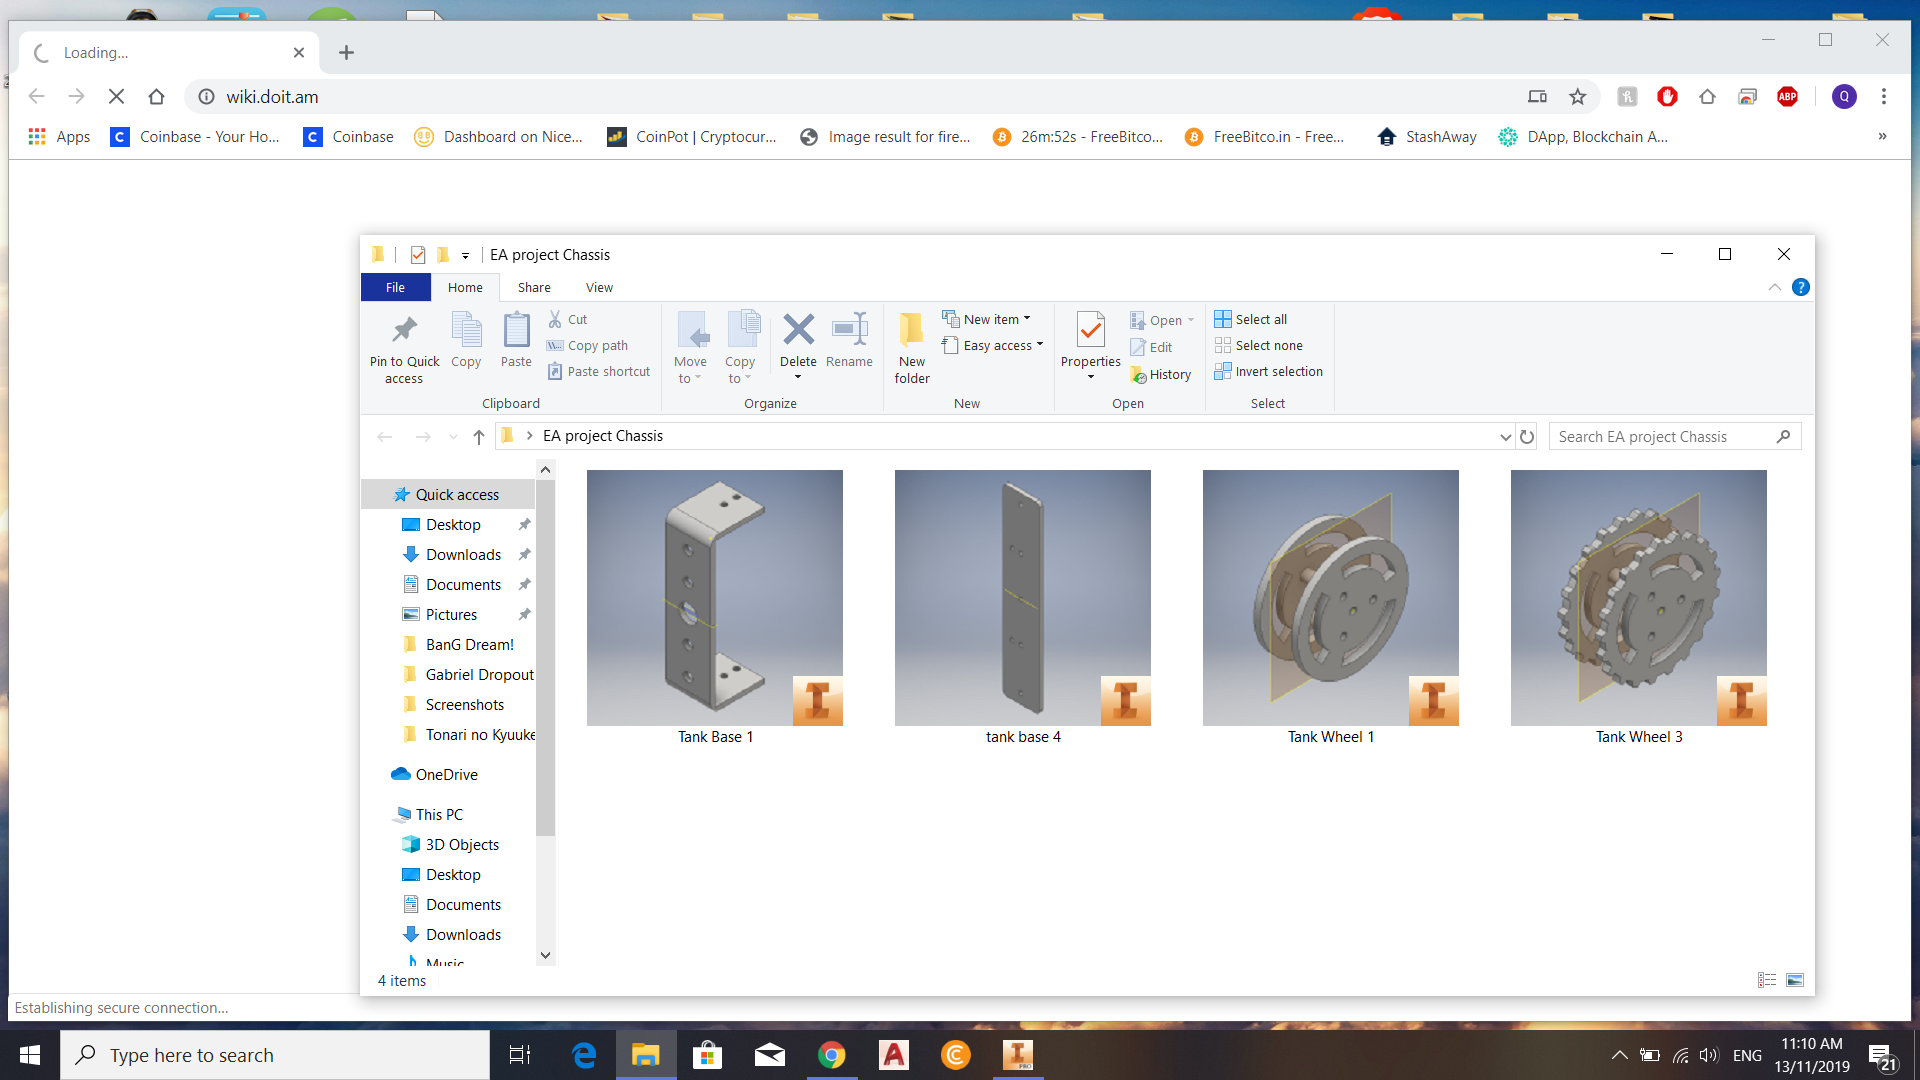 Loading...
wiki.doit.am
ABP
Q
Apps
Coinbase - Your Ho...
Coinbase
Dashboard on Nice...
CoinPot | Cryptocur...
Image result for fire...
26m:52s - FreeBitco...
FreeBitco.in - Free...
StashAway
DApp, Blockchain A...
»
EA project Chassis
File
Home
Share
View
Pin to Quick access
Copy
Paste
Cut
Copy path
Paste shortcut
Clipboard
Move to
Copy to
Delete
Rename
Organize
New folder
New item
Easy access
New
Properties
Open
Edit
History
Open
Select all
Select none
Invert selection
Select
EA project Chassis
Search EA project Chassis
Quick access
Desktop
Downloads
Documents
Pictures
BanG Dream!
Gabriel Dropout
Screenshots
Tonari no Kyuuke
OneDrive
This PC
3D Objects
Desktop
Documents
Downloads
Music
Tank Base 1
tank base 4
Tank Wheel 1
Tank Wheel 3
4 items
Establishing secure connection...
Type here to search
PRO
ENG
11:10 AM
13/11/2019
21